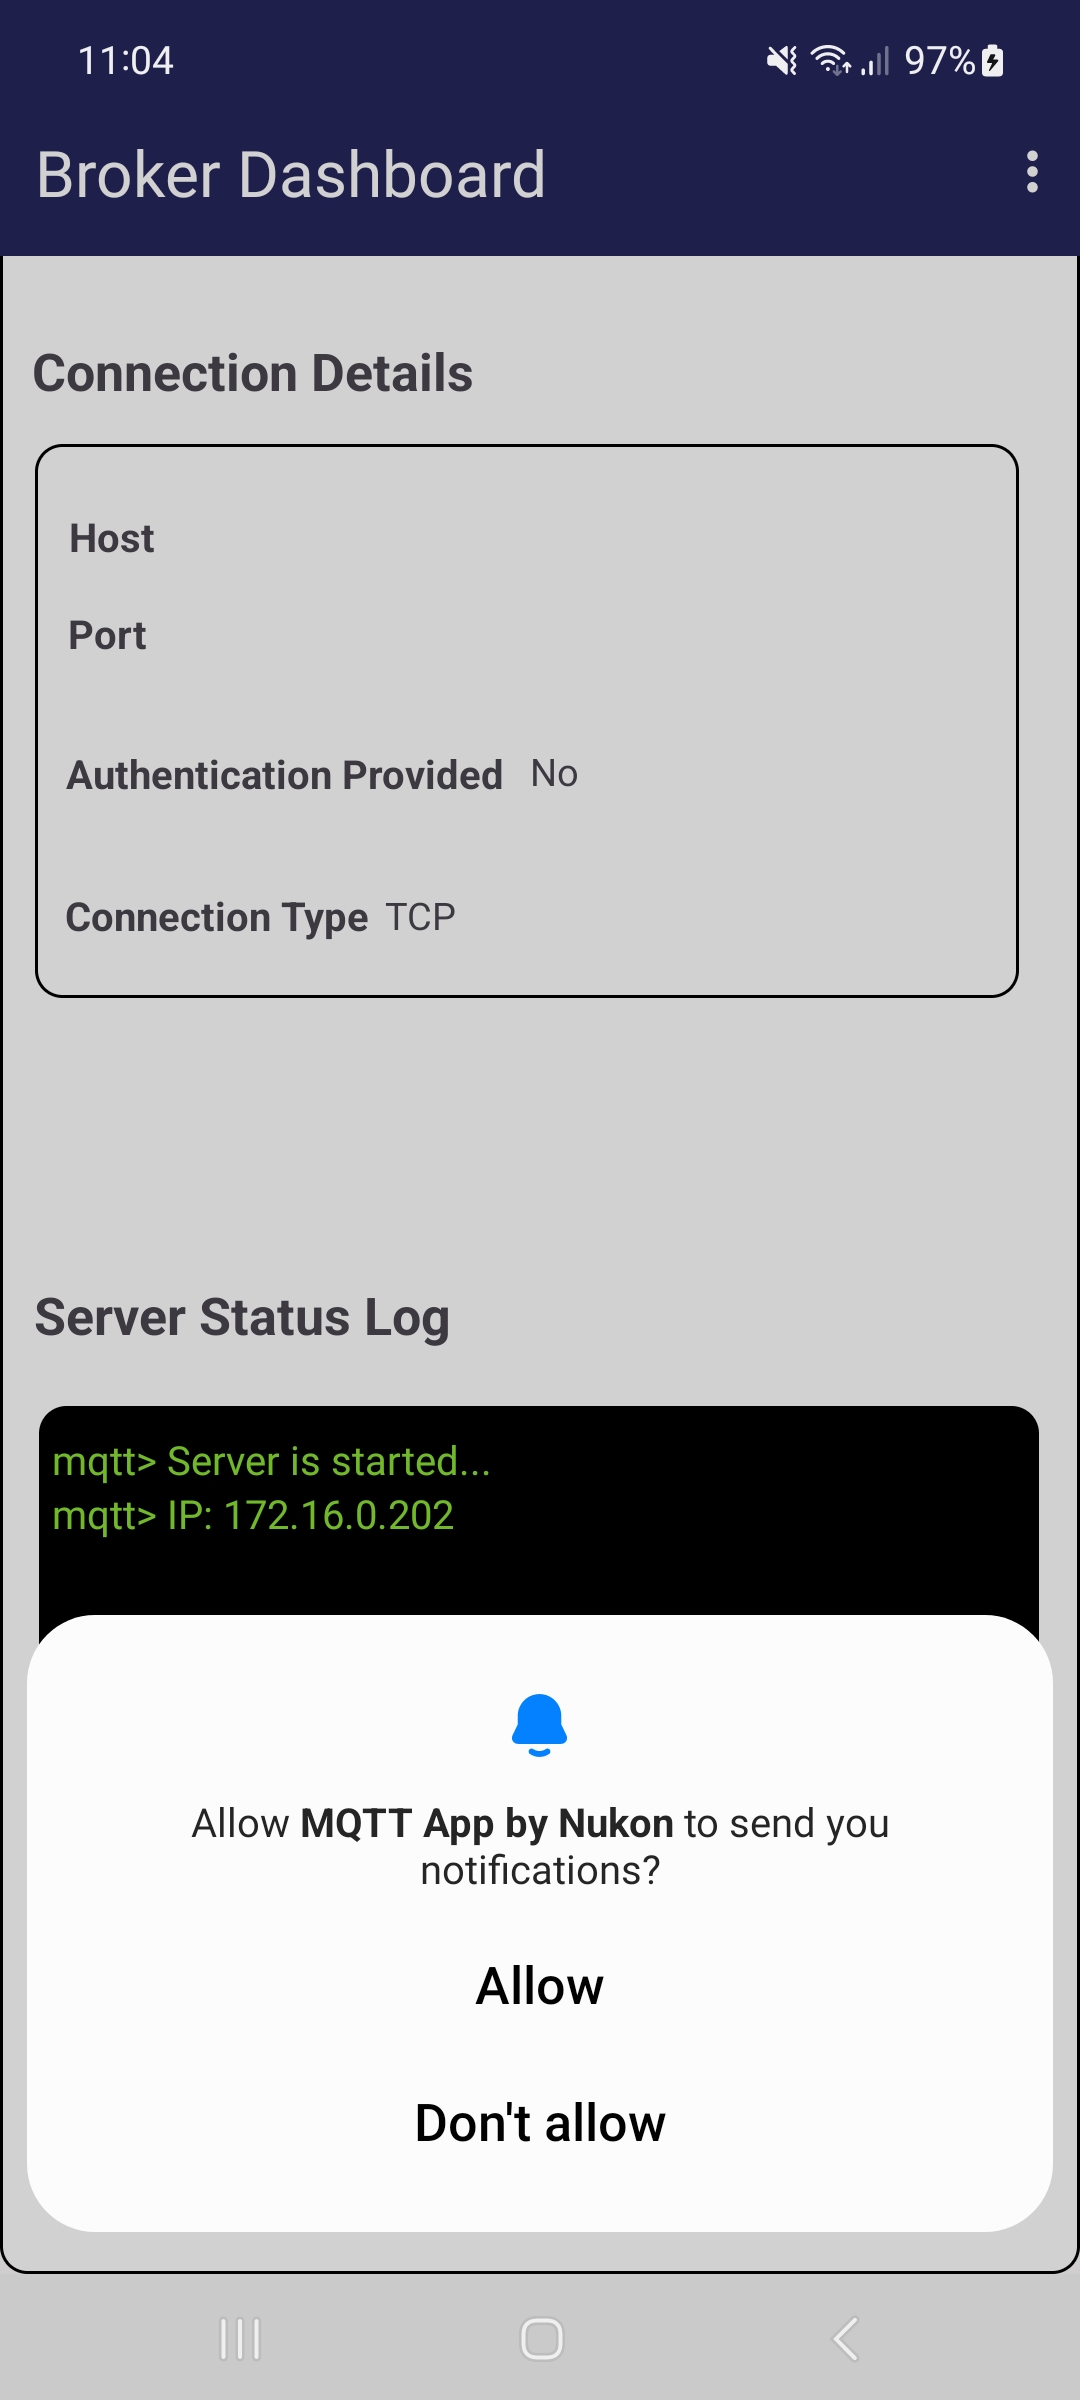 11:04
97%
Broker Dashboard
Connection Details
Host
Port
Authentication Provided No
Connection Type TCP
Server Status Log
mqtt> Server is started...
mqtt> IP: 172.16.0.202
Allow MQTT App by Nukon to send you
notifications?
Allow
Don't allow